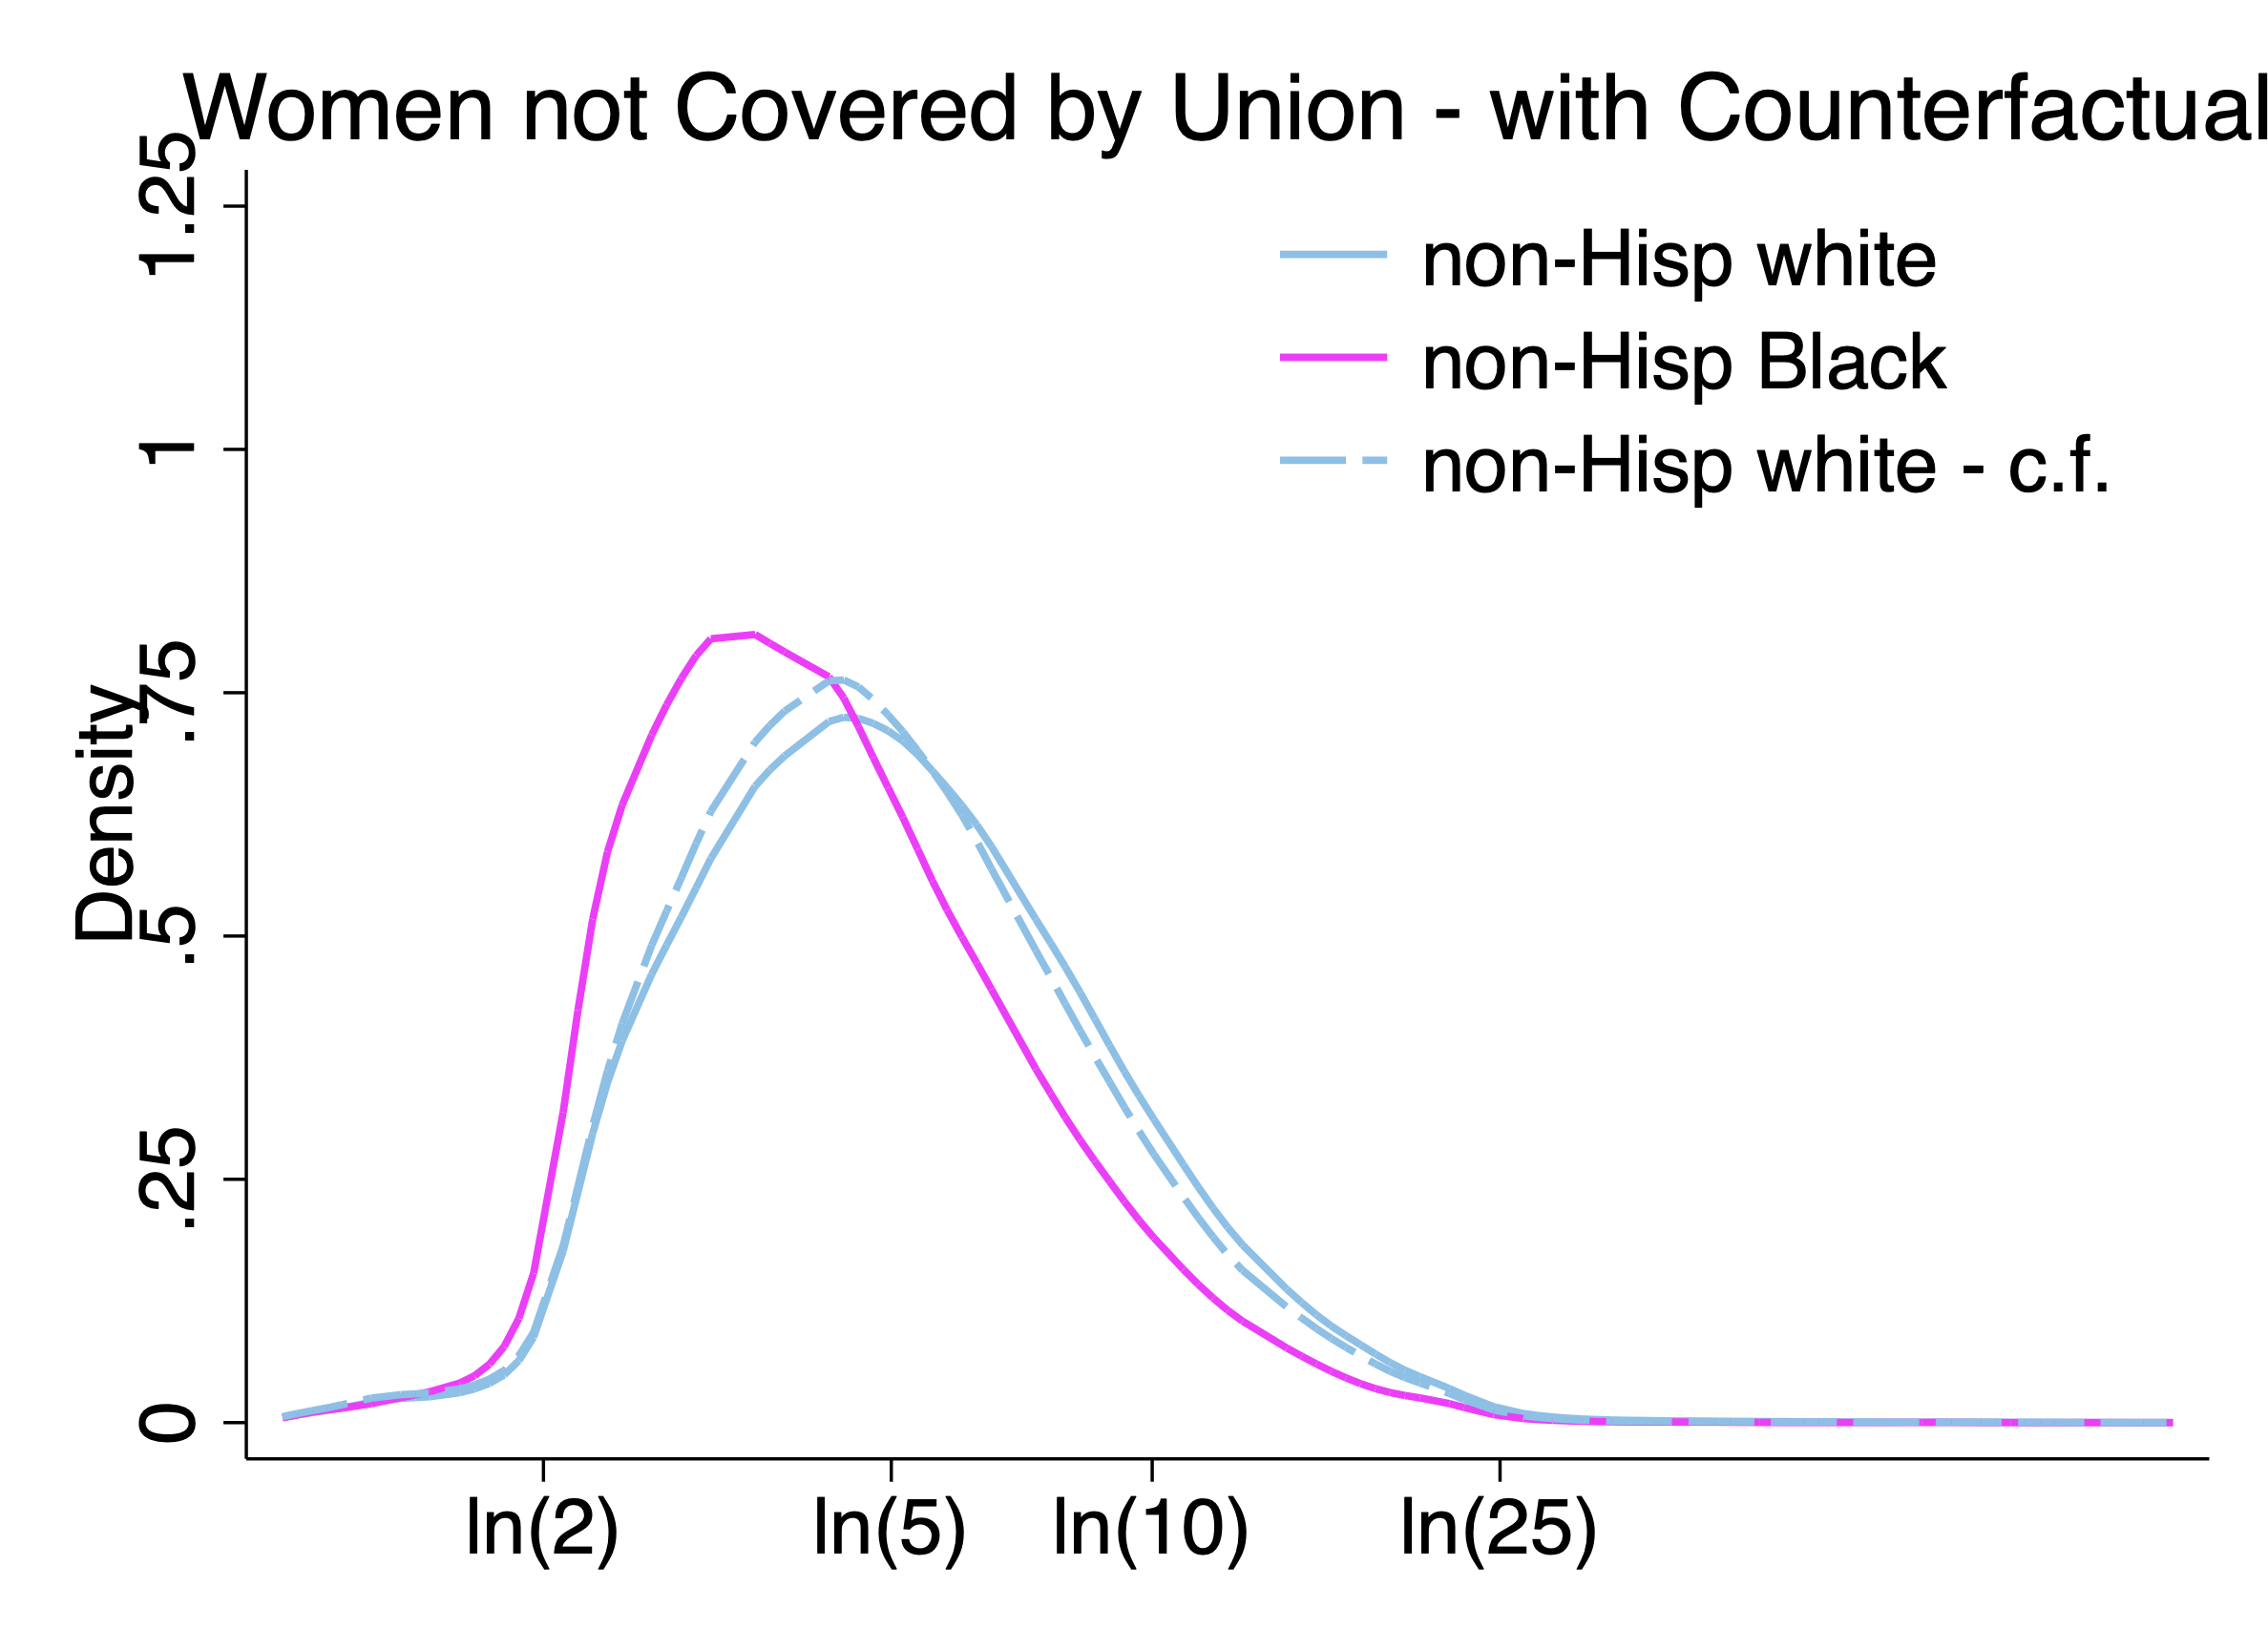 Women not Covered by Union - with Counterfactual
non-Hisp white
non-Hisp Black
non-Hisp white - c.f.
Density
1.25
1
.75
.5
.25
0
ln(2)
ln(5)
ln(10)
ln(25)